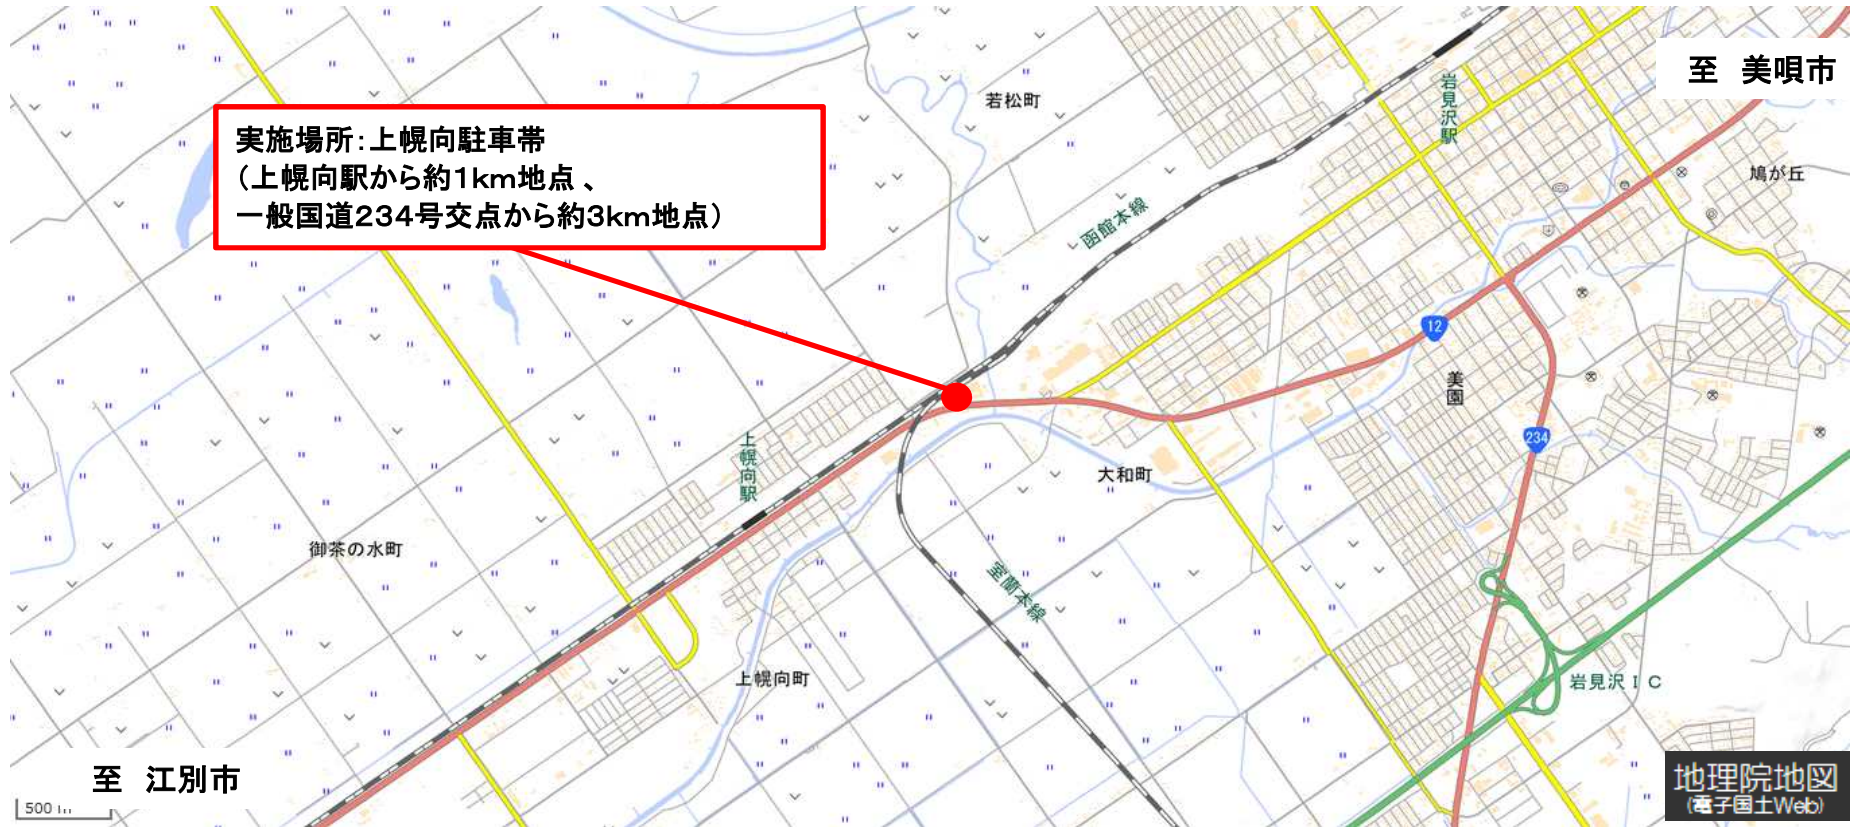 至 美唄市
若松町
岩見沢駅
実施場所：上幌向駐車帯
（上幌向駅から約1km地点 、
一般国道234号交点から約3km地点）
鳩が丘
函館本線
12
美園
234
上幌向駅
大和町
御茶の水町
室蘭本線
上幌向町
岩見沢ＩＣ
至 江別市
500 m
地理院地図
(電子国土Web)